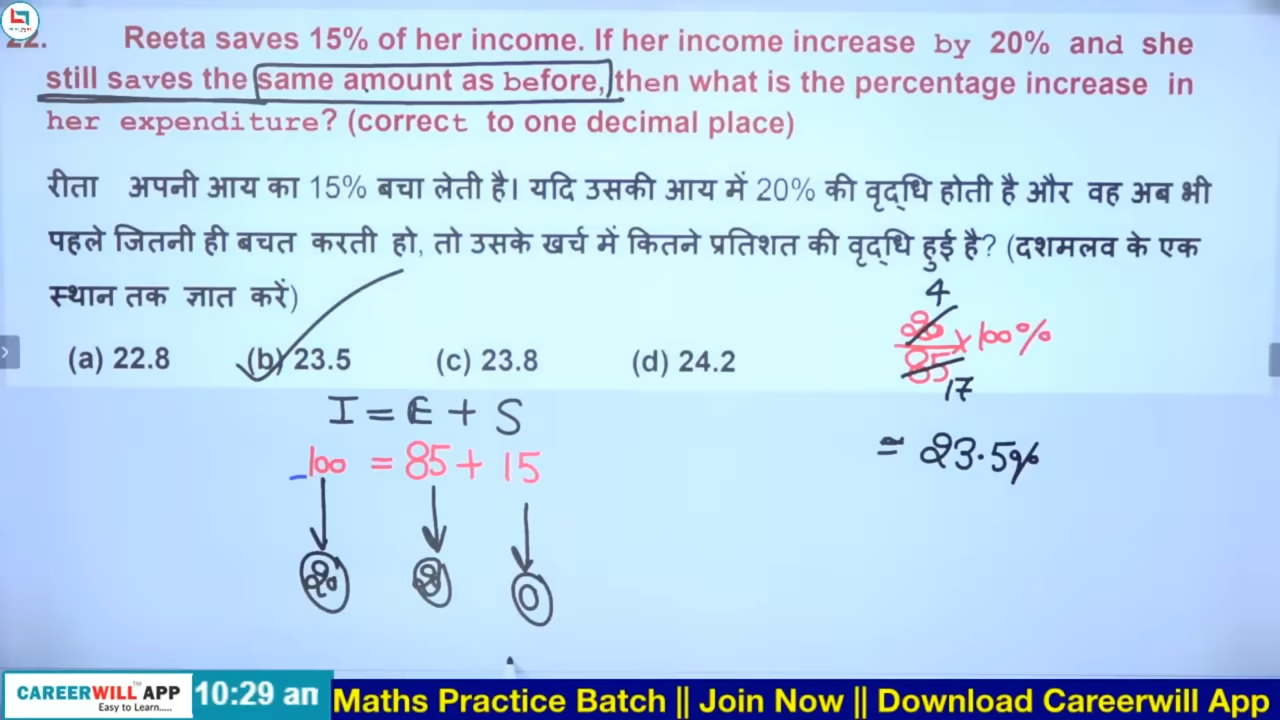 22. Reeta saves 15% of her income. If her income increase by 20% and she
still saves the same amount as before, then what is the percentage increase in
her expenditure? (correct to one decimal place)
रीता अपनी आय का 15% बचा लेती है। यदि उसकी आय में 20% की वृद्धि होती है और वह अब भी
पहले जितनी ही बचत करती हो, तो उसके खर्च में कितने प्रतिशत की वृद्धि हुई है? (दशमलव के एक
स्थान तक ज्ञात करें)
(a) 22.8 (b) 23.5 (c) 23.8 (d) 24.2
4
20/85 × 100%
17
= 23.5%
I = E + S
100 = 85 + 15
20 0
CAREERWILL APP
Easy to Learn.....
10:29 am
Maths Practice Batch || Join Now || Download Careerwill App